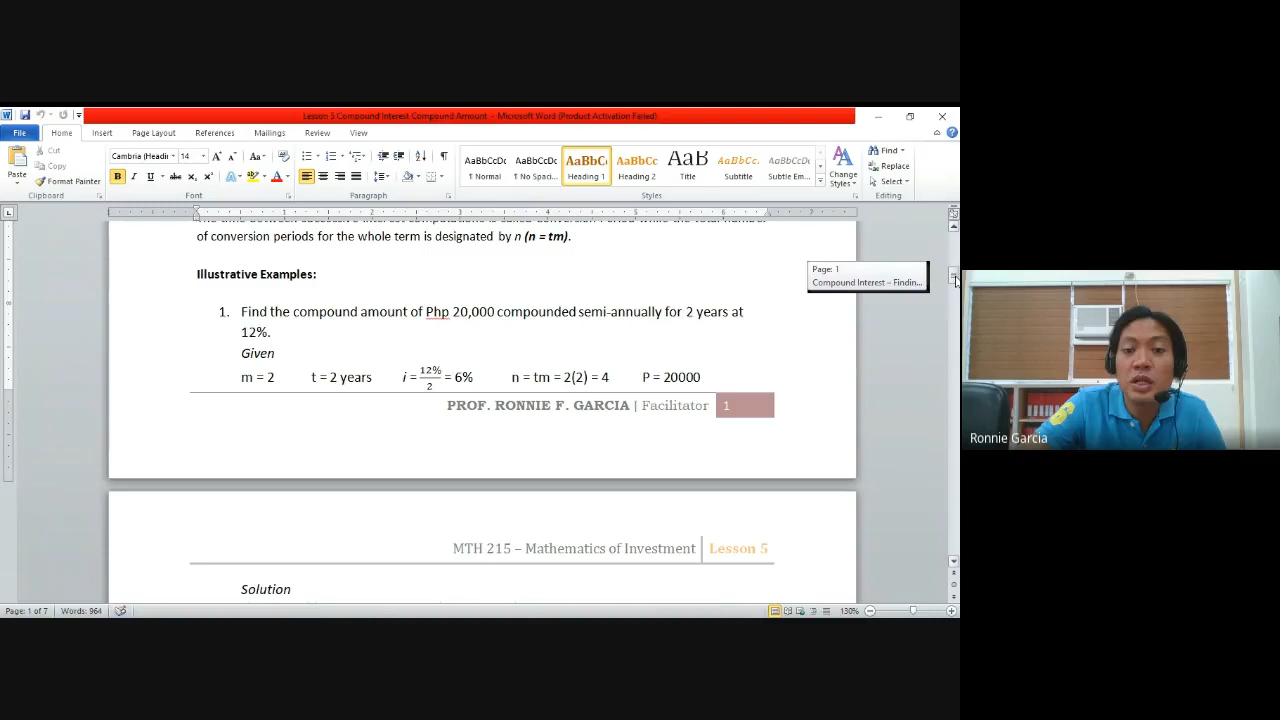 Lesson 5 Compound Interest Compound Amount - Microsoft Word (Product Activation Failed)
File Home Insert Page Layout References Mailings Review View
Paste
Cut
Copy
Format Painter
Clipboard
Cambria (Headin 14
Font
Paragraph
AaBbCcDc AaBbCcDc AaBbC AaBbCc AaBbC AaBbCc. AaBbCcDc
¶ Normal ¶ No Spaci... Heading 1 Heading 2 Title Subtitle Subtle Em...
Styles
Change
Styles
Find
Replace
Select
Editing
of conversion periods for the whole term is designated by n (n = tm).
Illustrative Examples:
Page: 1
Compound Interest – Findin...
1. Find the compound amount of Php 20,000 compounded semi-annually for 2 years at
12%.
Given
m = 2 t = 2 years i = 12%/2 = 6% n = tm = 2(2) = 4 P = 20000
PROF. RONNIE F. GARCIA | Facilitator 1
MTH 215 – Mathematics of Investment Lesson 5
Solution
Page: 1 of 7 Words: 964 130%
Ronnie Garcia